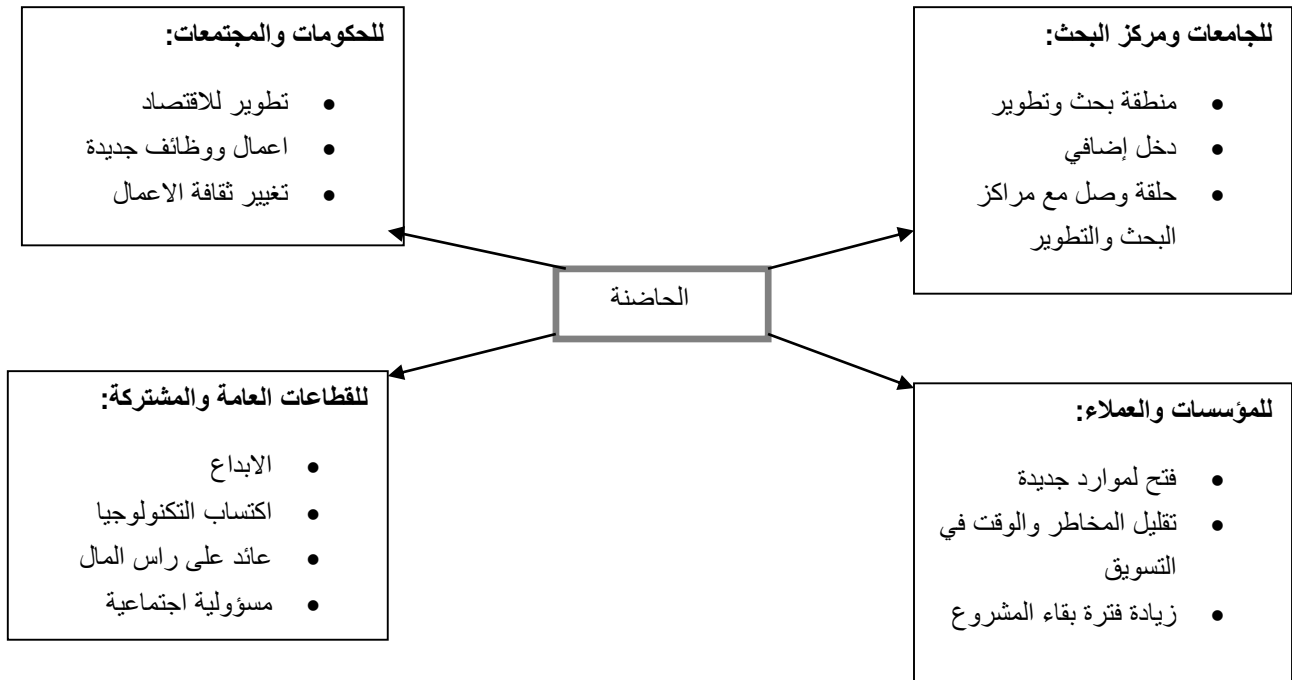 للجامعات ومركز البحث:
منطقة بحث وتطوير
دخل إضافي
حلقة وصل مع مراكز
البحث والتطوير
للحكومات والمجتمعات:
تطوير للاقتصاد
اعمال ووظائف جديدة
تغيير ثقافة الاعمال
الحاضنة
للمؤسسات والعملاء:
فتح لموارد جديدة
تقليل المخاطر والوقت في
التسويق
زيادة فترة بقاء المشروع
للقطاعات العامة والمشتركة:
الابداع
اكتساب التكنولوجيا
عائد على راس المال
مسؤولية اجتماعية